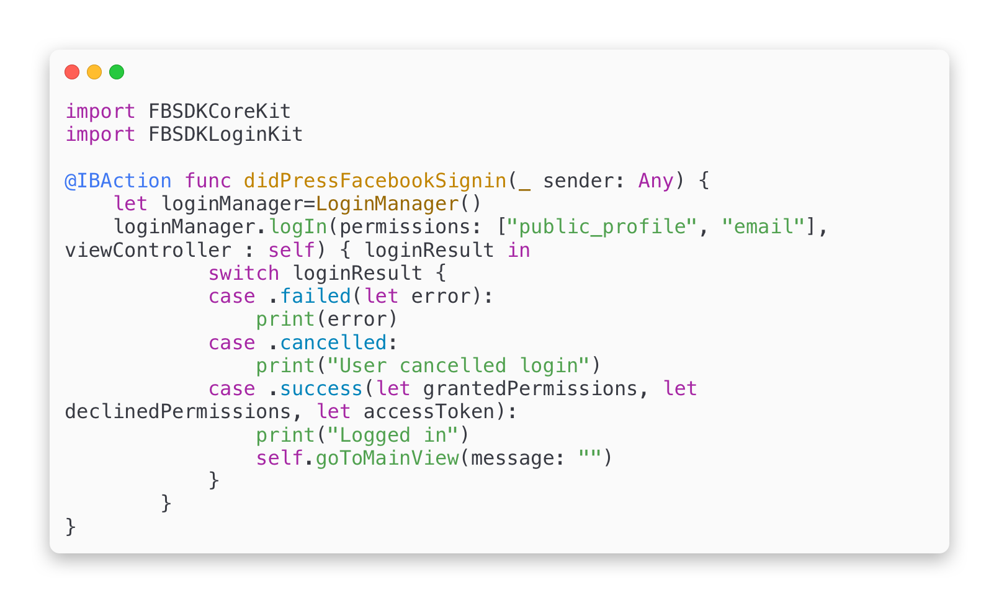 import FBSDKCoreKit
import FBSDKLoginKit

@IBAction func didPressFacebookSignin(_ sender: Any) {
    let loginManager=LoginManager()
    loginManager.logIn(permissions: ["public_profile", "email"],
viewController : self) { loginResult in
            switch loginResult {
            case .failed(let error):
                print(error)
            case .cancelled:
                print("User cancelled login")
            case .success(let grantedPermissions, let
declinedPermissions, let accessToken):
                print("Logged in")
                self.goToMainView(message: "")
            }
        }
}